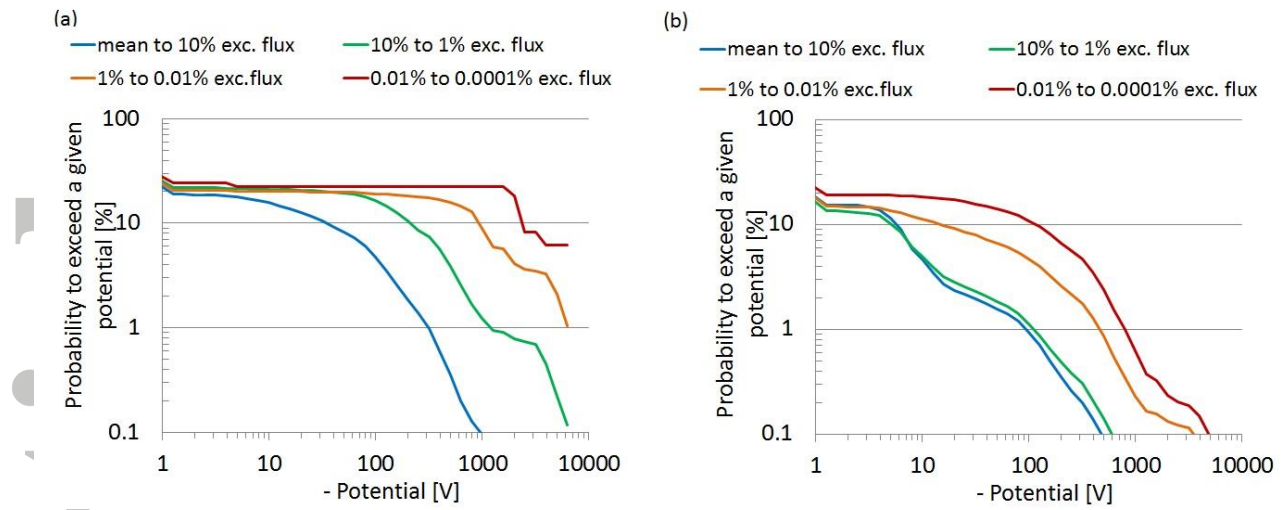 (a)
mean to 10% exc. flux
10% to 1% exc. flux
1% to 0.01% exc.flux
0.01% to 0.0001% exc. flux
Probability to exceed a given
potential [%]
100
10
1
0.1
1
10
100
1000
10000
- Potential [V]
(b)
mean to 10% exc. flux
10% to 1% exc. flux
1% to 0.01% exc.flux
0.01% to 0.0001% exc. flux
Probability to exceed a given
potential [%]
100
10
1
0.1
1
10
100
1000
10000
- Potential [V]